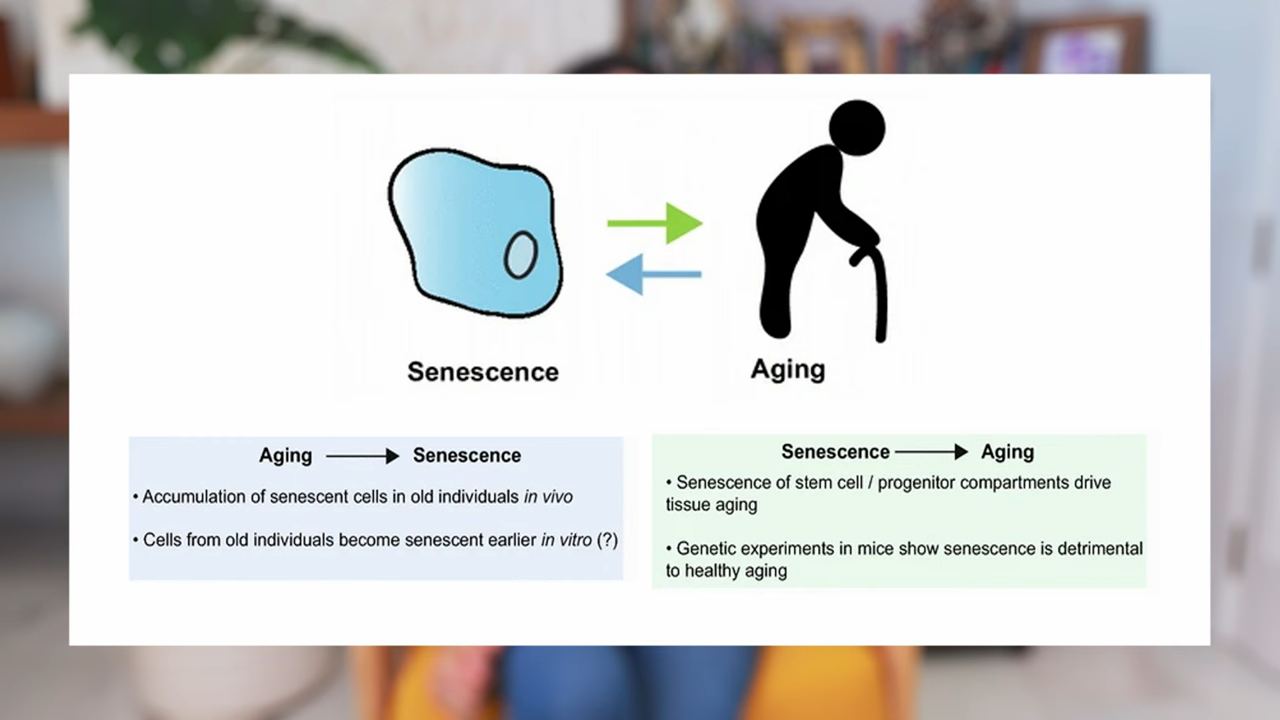 Senescence
Aging
Aging → Senescence
• Accumulation of senescent cells in old individuals in vivo
• Cells from old individuals become senescent earlier in vitro (?)
Senescence → Aging
• Senescence of stem cell / progenitor compartments drive
tissue aging
• Genetic experiments in mice show senescence is detrimental
to healthy aging